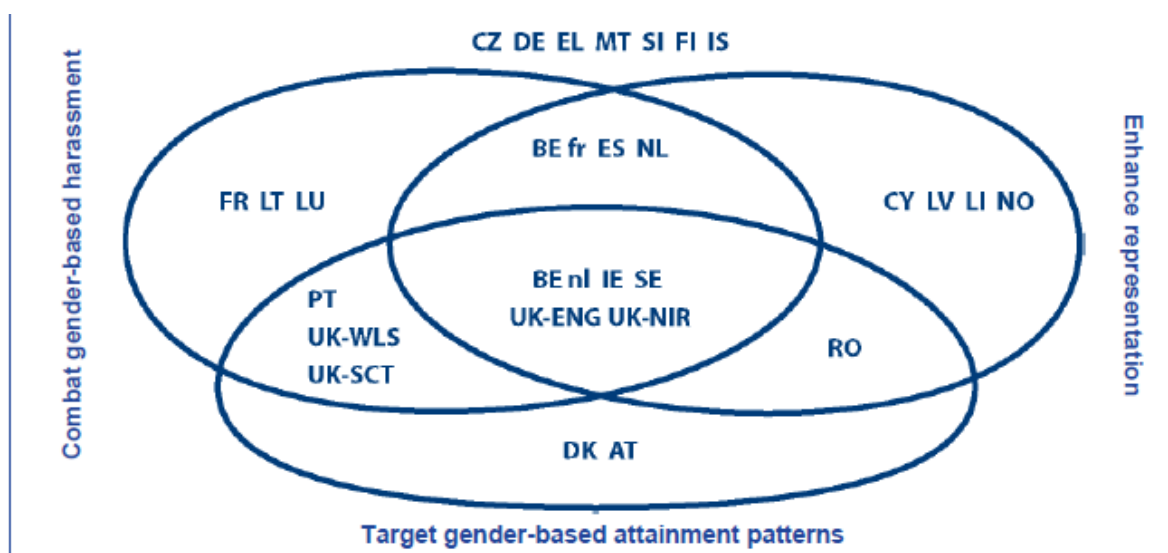 CZ DE EL MT SI FI IS
Combat gender-based harassment
Enhance representation
BE fr ES NL
FR LT LU
CY LV LI NO
BE nl IE SE
UK-ENG UK-NIR
PT
UK-WLS
UK-SCT
RO
DK AT
Target gender-based attainment patterns